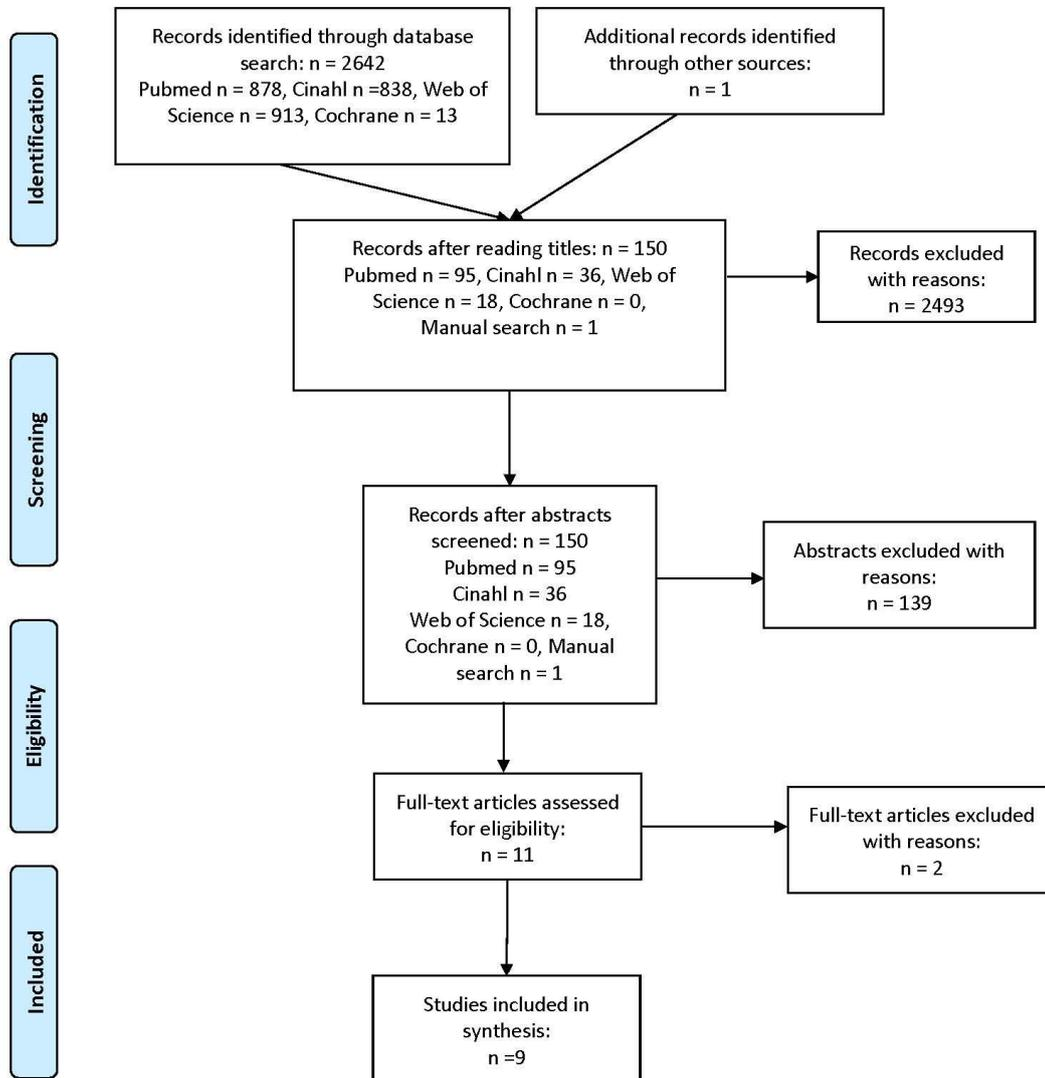 Identification
Records identified through database
search: n = 2642
Pubmed n = 878, Cinahl n =838, Web of
Science n = 913, Cochrane n = 13
Additional records identified
through other sources:
n = 1
Records after reading titles: n = 150
Pubmed n = 95, Cinahl n = 36, Web of
Science n = 18, Cochrane n = 0,
Manual search n = 1
Records excluded
with reasons:
n = 2493
Screening
Records after abstracts
screened: n = 150
Pubmed n = 95
Cinahl n = 36
Web of Science n = 18,
Cochrane n = 0, Manual
search n = 1
Abstracts excluded with
reasons:
n = 139
Eligibility
Full-text articles assessed
for eligibility:
n = 11
Full-text articles excluded
with reasons:
n = 2
Included
Studies included in
synthesis:
n =9